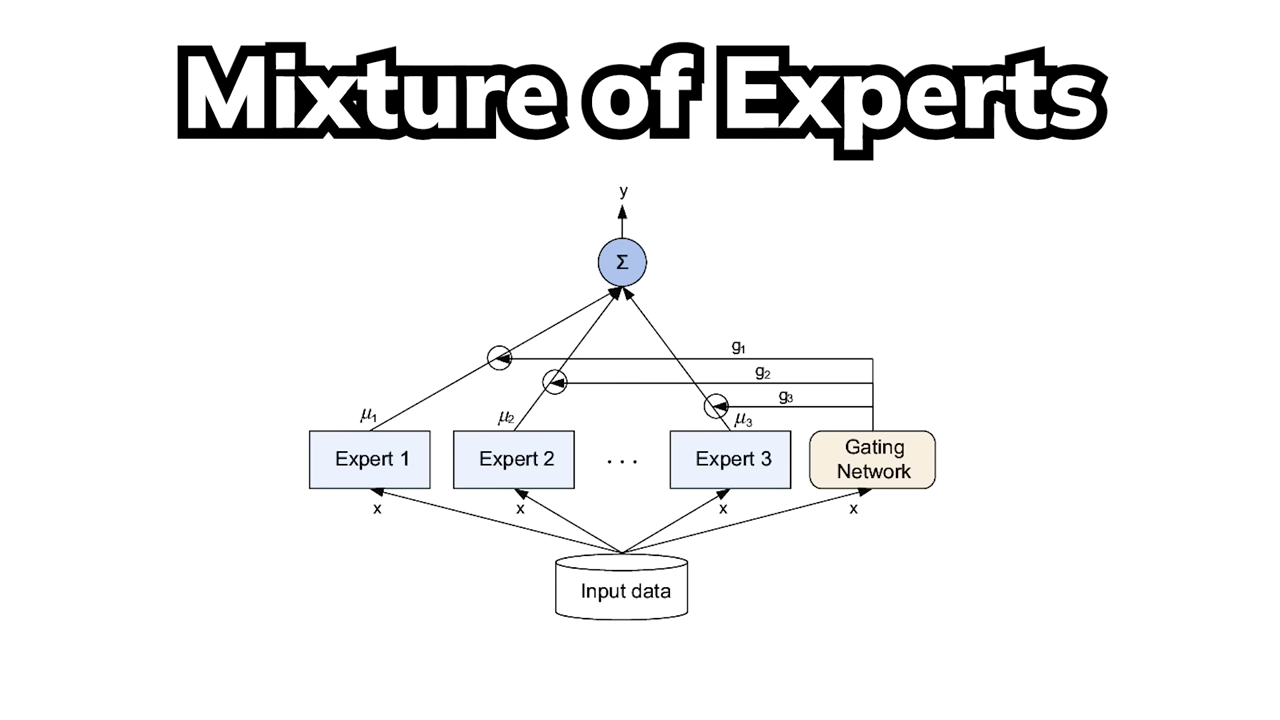 Mixture of Experts
y
Σ
g₁
g₂
g₃
μ₁
μ₂
μ₃
Expert 1
Expert 2
. . .
Expert 3
Gating
Network
x
x
x
x
Input data